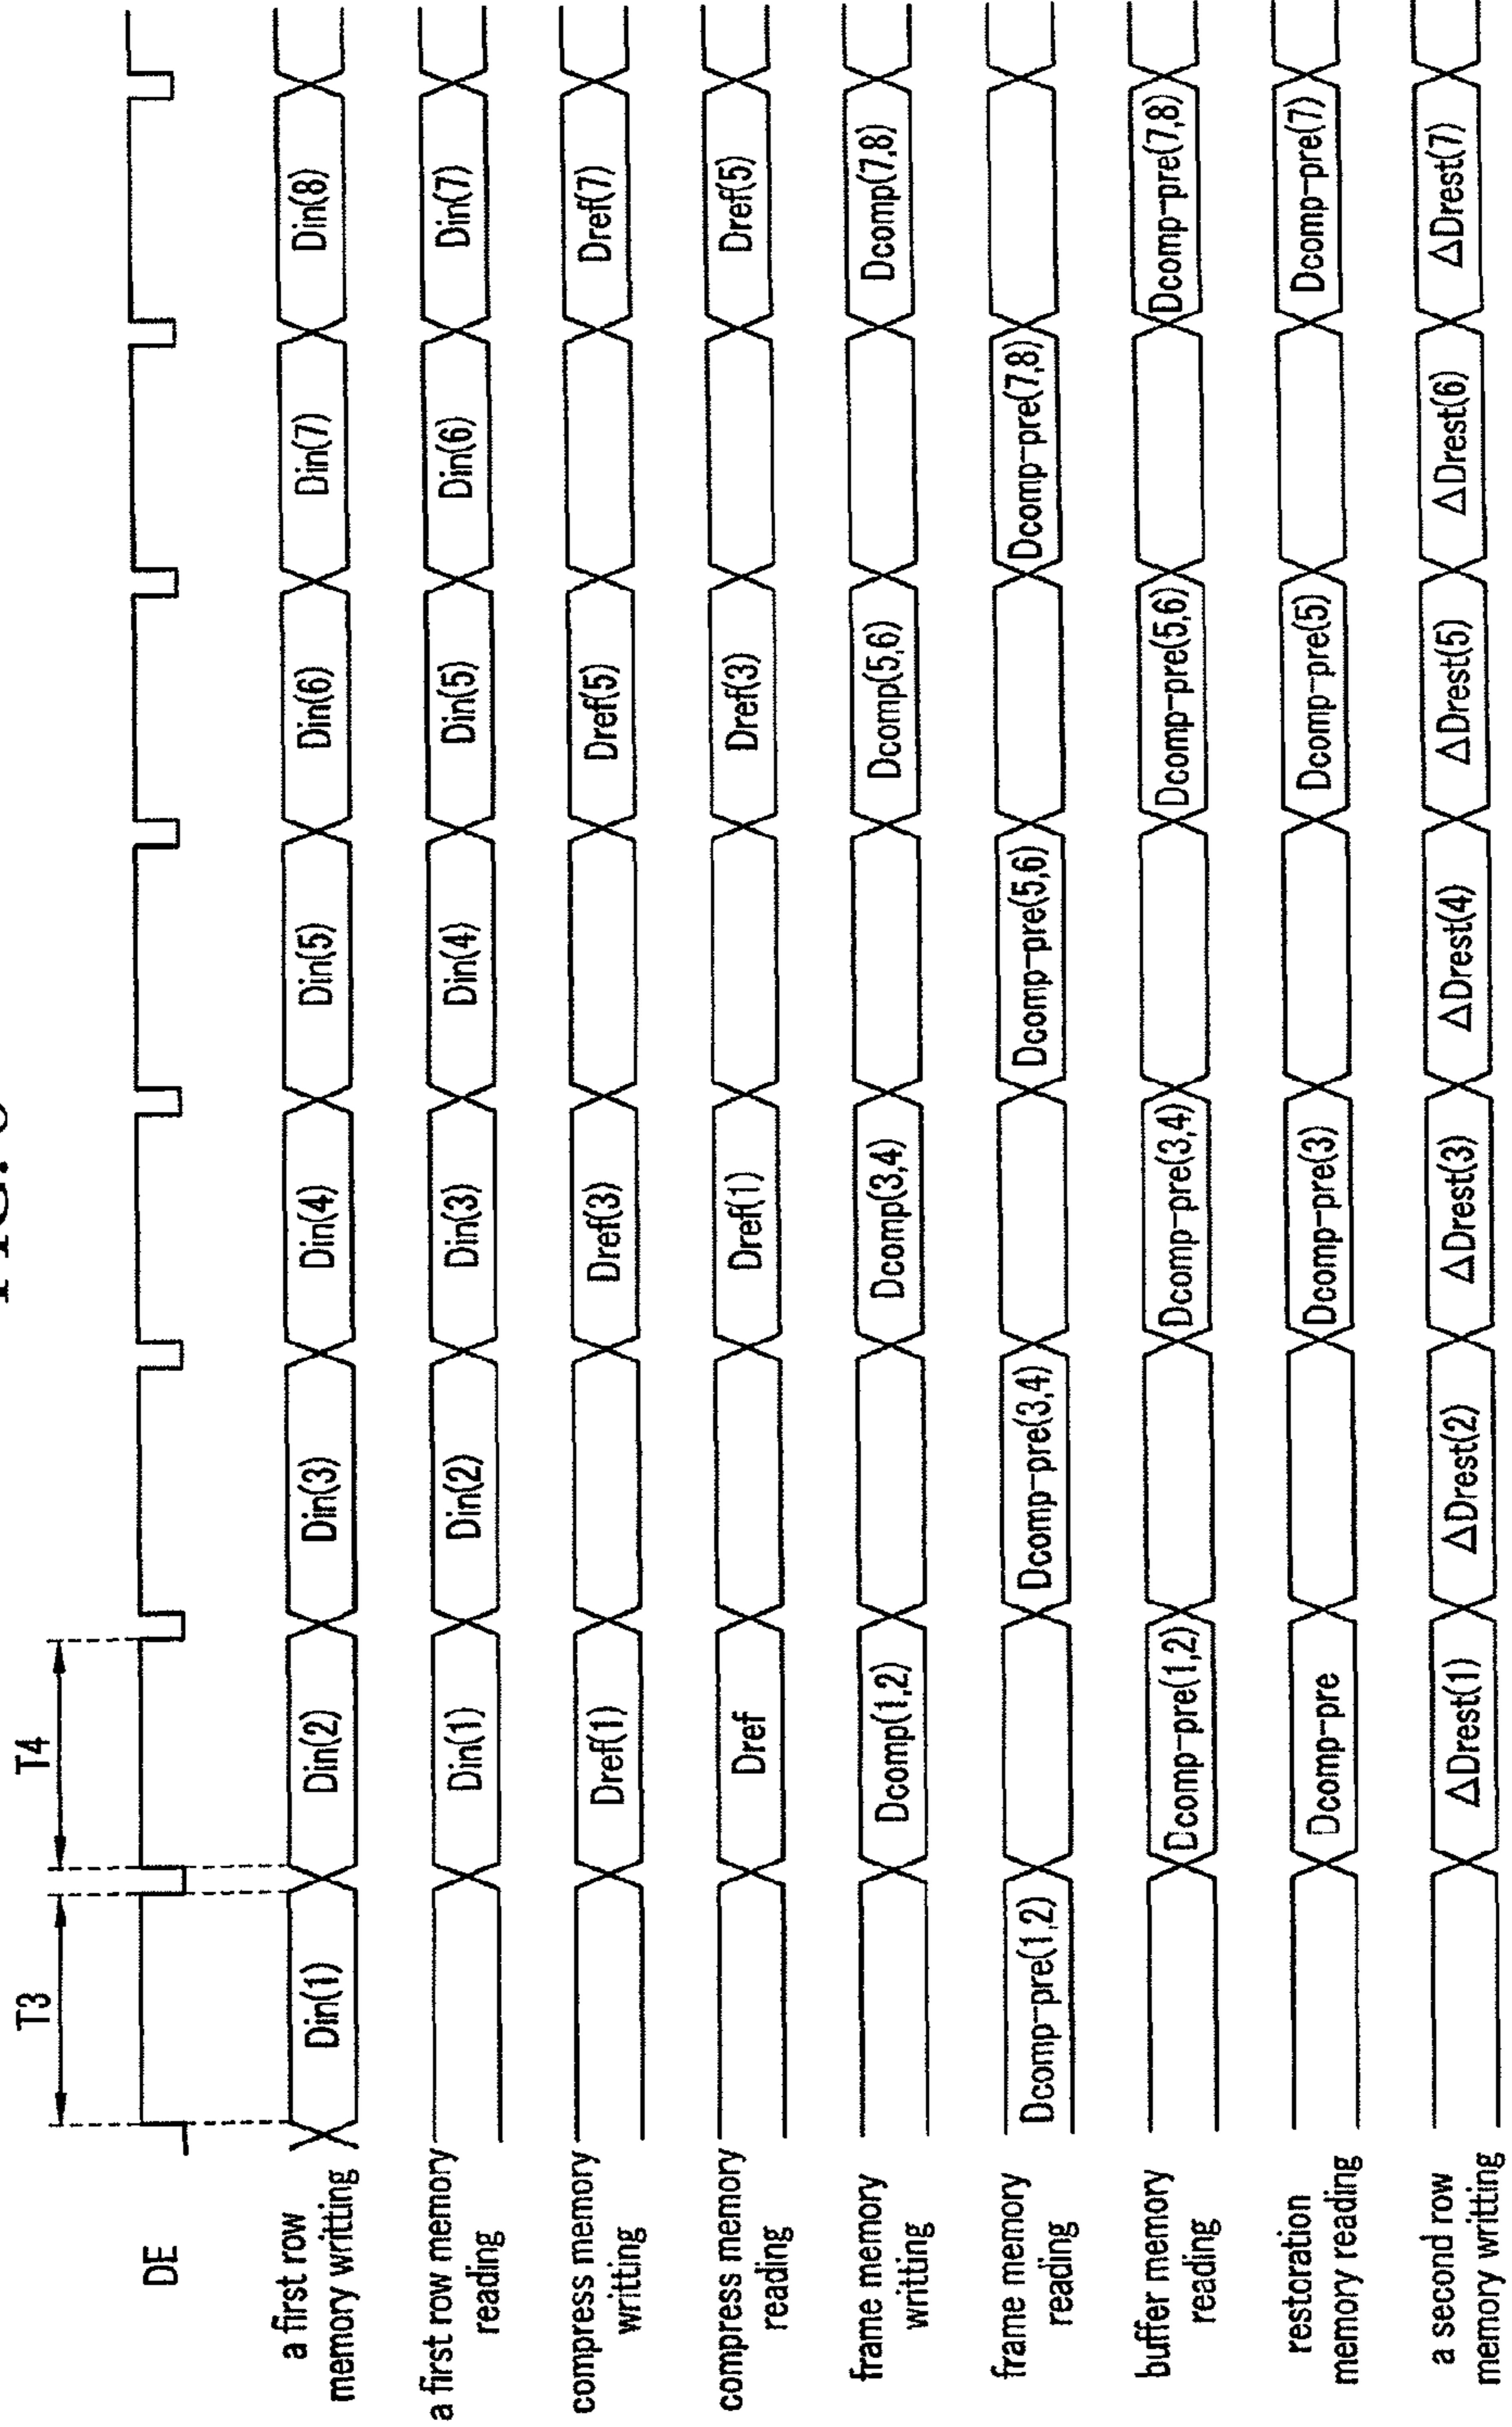 T3
T4
DE
a first row
memory writting
Din(1)
Din(2)
Din(3)
Din(4)
Din(5)
Din(6)
Din(7)
Din(8)
a first row memory
reading
Din(1)
Din(2)
Din(3)
Din(4)
Din(5)
Din(6)
Din(7)
compress memory
writting
Dref(1)
Dref(3)
Dref(5)
Dref(7)
compress memory
reading
Dref
Dref(1)
Dref(3)
Dref(5)
frame memory
writting
Dcomp(1,2)
Dcomp(3,4)
Dcomp(5,6)
Dcomp(7,8)
frame memory
reading
Dcomp-pre(1,2)
Dcomp-pre(3,4)
Dcomp-pre(5,6)
Dcomp-pre(7,8)
buffer memory
reading
Dcomp-pre(1,2)
Dcomp-pre(3,4)
Dcomp-pre(5,6)
Dcomp-pre(7,8)
restoration
memory reading
Dcomp-pre
Dcomp-pre(3)
Dcomp-pre(5)
Dcomp-pre(7)
a second row
memory writting
ΔDrest(1)
ΔDrest(2)
ΔDrest(3)
ΔDrest(4)
ΔDrest(5)
ΔDrest(6)
ΔDrest(7)